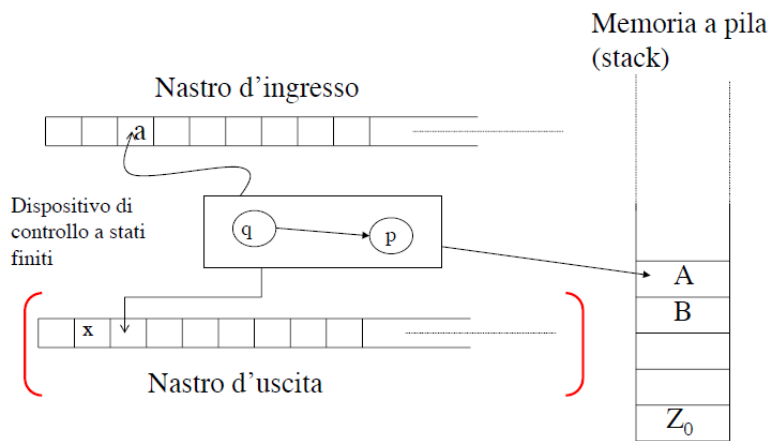 Memoria a pila
(stack)
Nastro d'ingresso
a
Dispositivo di
controllo a stati
finiti
q
p
A
B
x
Nastro d'uscita
Z₀